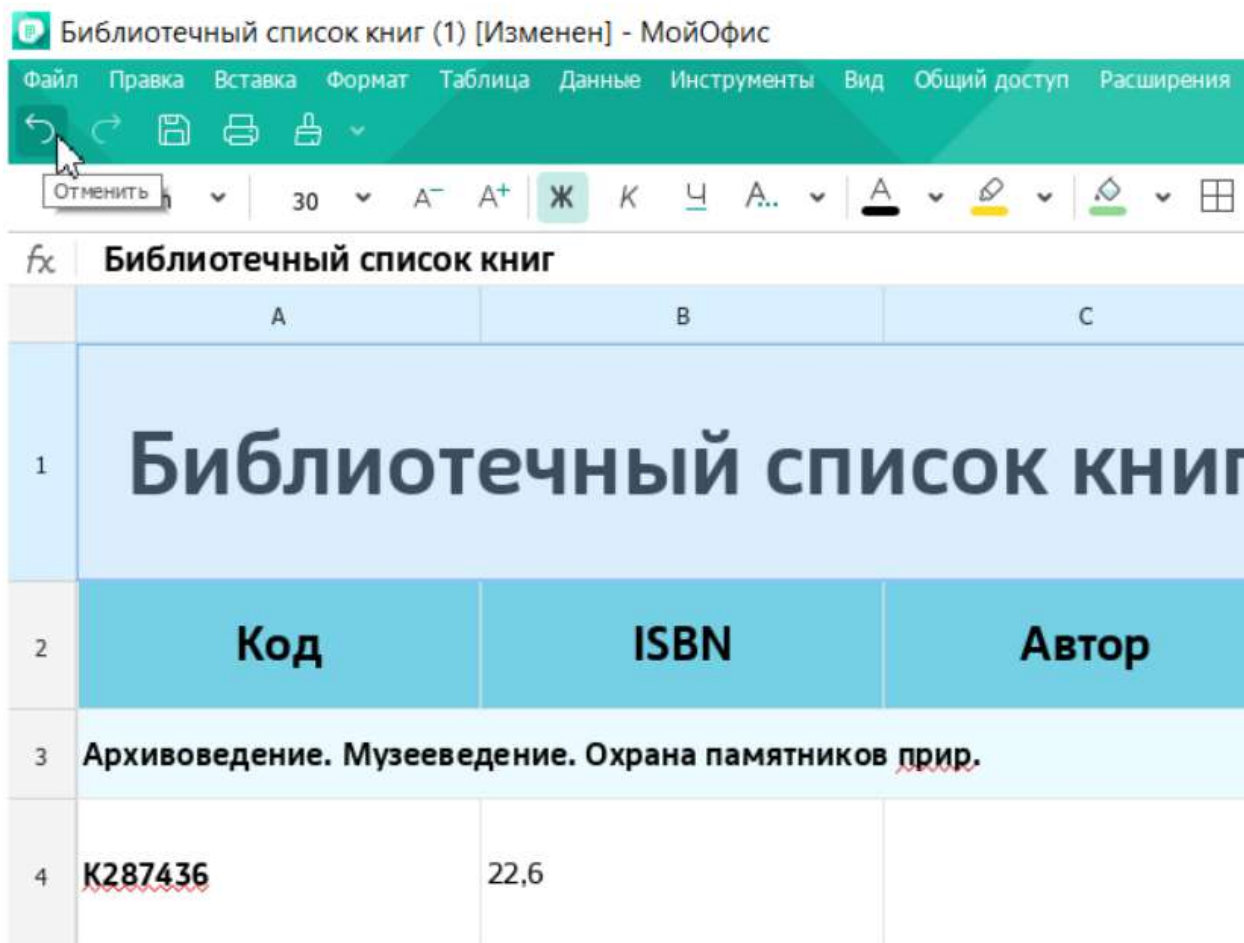 Библиотечный список книг (1) [Изменен] - МойОфис
Файл Правка Вставка Формат Таблица Данные Инструменты Вид Общий доступ Расширения
Отменить
30 A⁻ A⁺ Ж К Ч А.. А
fx Библиотечный список книг
A B C
1 Библиотечный список книг
2 Код ISBN Автор
3 Архивоведение. Музееведение. Охрана памятников прир.
4 К287436 22,6